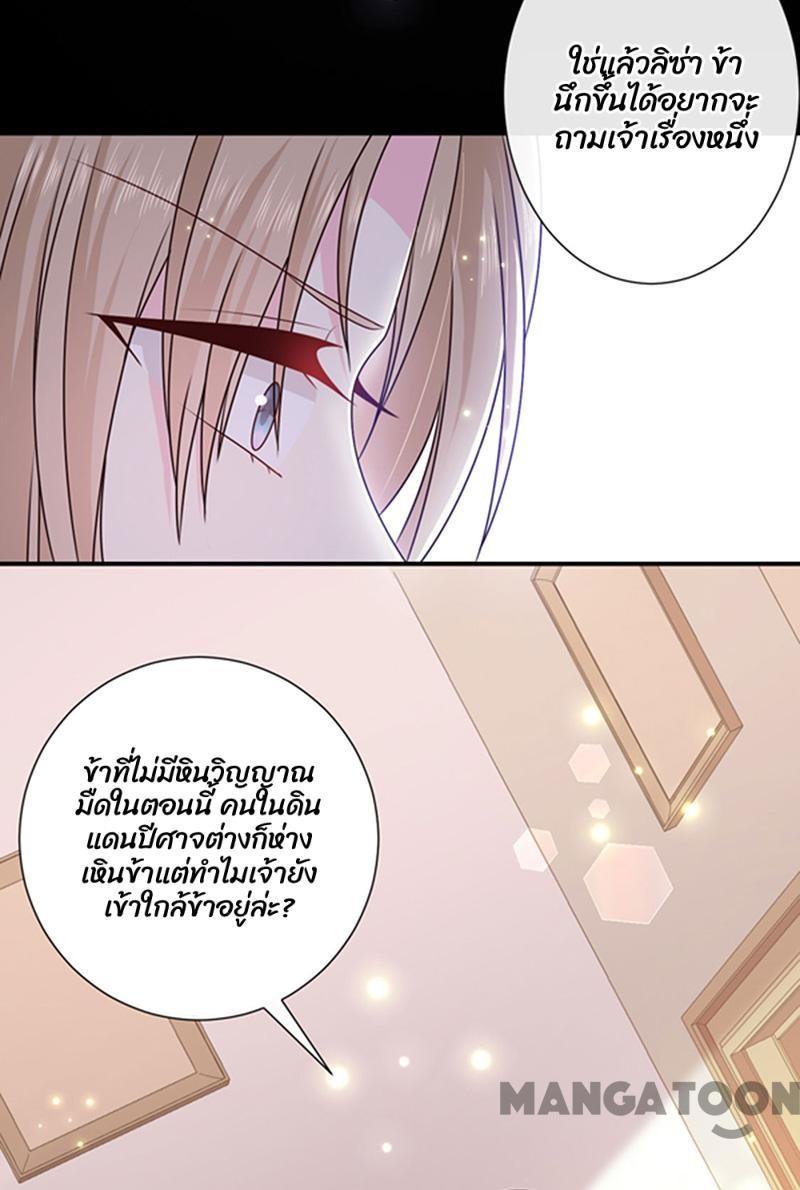 ใช่แล้วลิซ่า ข้า
นึกขึ้นได้อยากจะ
ถามเจ้าเรื่องหนึ่ง
ข้าที่ไม่มีหินวิญญาณ
มืดในตอนนี้ คนในดิน
แดนปีศาจต่างก็ห่าง
เหินข้าแต่ทำไมเจ้ายัง
เข้าใกล้ข้าอยู่ล่ะ?
MANGATOON